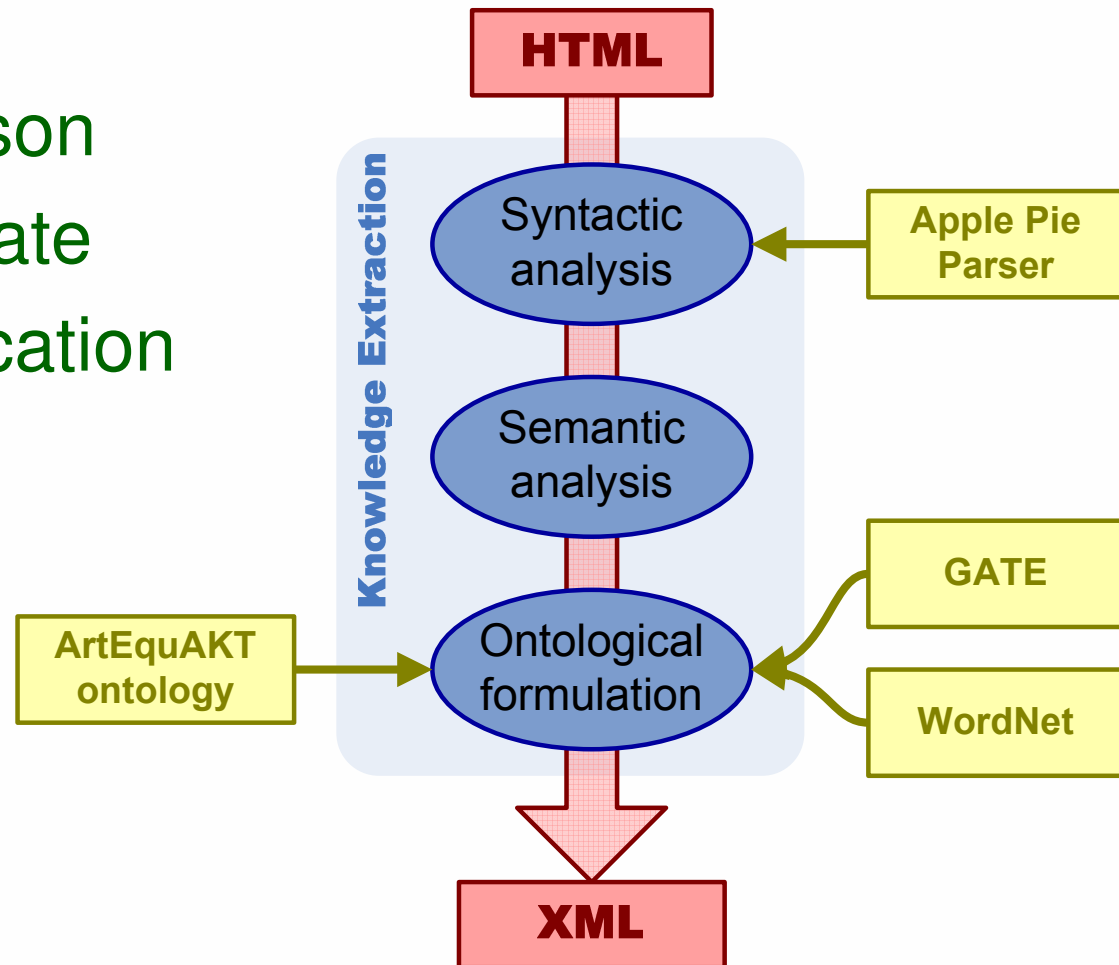 HTML
son
ate
cation
Knowledge Extraction
Syntactic
analysis
Apple Pie
Parser
Semantic
analysis
GATE
ArtEquAKT
ontology
Ontological
formulation
WordNet
XML